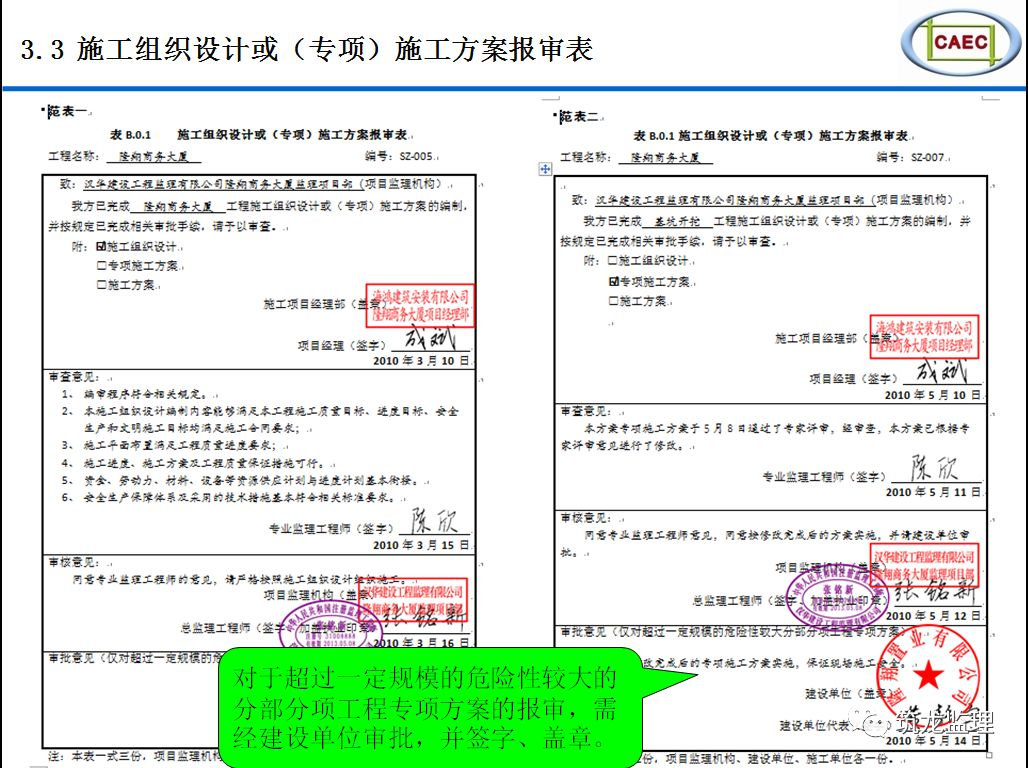 3.3 施工组织设计或（专项）施工方案报审表
CAEC
范表一
表 B.0.1 施工组织设计或（专项）施工方案报审表
工程名称： 隆翔商务大厦 编号：SZ-005
致：汉华建设工程监理有限公司隆翔商务大厦监理项目部（项目监理机构）
我方已完成 隆翔商务大厦 工程施工组织设计或（专项）施工方案的编制，
并按规定已完成相关审批手续，请予以审查。
附：☑施工组织设计
□专项施工方案
□施工方案
海鸿建筑安装有限公司
隆翔商务大厦项目经理部
施工项目经理部（盖章）
项目经理（签字） 成斌
2010 年 3 月 10 日
审查意见：
1、 编审程序符合相关规定。
2、 本施工组织设计编制内容能够满足本工程施工质量目标、进度目标、安全
生产和文明施工目标均满足施工合同要求；
3、 施工平面布置满足工程质量进度要求；
4、 施工进度、施工方案及工程质量保证措施可行。
5、 资金、劳动力、材料、设备等资源供应计划与进度计划基本衔接。
6、 安全生产保障体系及采用的技术措施基本符合相关标准要求。
专业监理工程师（签字） 陈欣
2010 年 3 月 15 日
审核意见：
同意专业监理工程师的意见，请严格按照施工组织设计组织施工。
汉华建设工程监理有限公司
隆翔商务大厦监理项目部
项目监理机构（盖章）
总监理工程师（签字、加盖执业印章） 张铭新
2010 年 3 月 16 日
审批意见（仅对超过一定规模的危
注：本表一式三份，项目监理机构
范表二
表 B.0.1 施工组织设计或（专项）施工方案报审表
工程名称： 隆翔商务大厦 编号：SZ-007
致：汉华建设工程监理有限公司隆翔商务大厦监理项目部（项目监理机构）
我方已完成 基坑开挖 工程施工组织设计或（专项）施工方案的编制，并
按规定已完成相关审批手续，请予以审查。
附：□施工组织设计
☑专项施工方案
□施工方案
海鸿建筑安装有限公司
隆翔商务大厦项目经理部
施工项目经理部（盖章）
项目经理（签字） 成斌
2010 年 5 月 10 日
审查意见：
本方案专项施工方案于 5 月 8 日通过了专家评审，经审查，本方案已根据专
家评审意见进行了修改。
专业监理工程师（签字） 陈欣
2010 年 5 月 11 日
审核意见：
同意专业监理工程师意见，同意按修改完成后的方案实施，并请建设单位审
批。
汉华建设工程监理有限公司
隆翔商务大厦监理项目部
项目监理机构（盖章）
总监理工程师（签字、加盖执业印章） 张铭新
2010 年 5 月 12 日
审批意见（仅对超过一定规模的危险性较大分部分项工程专项方案）
改完成后的专项施工方案实施，保证现场施工安全。
建设单位（盖章）
建设单位代表（签
2010 年 5 月 14 日
份，项目监理机构、建设单位、施工单位各一份。
对于超过一定规模的危险性较大的
分部分项工程专项方案的报审，需
经建设单位审批，并签字、盖章。
筑龙监理